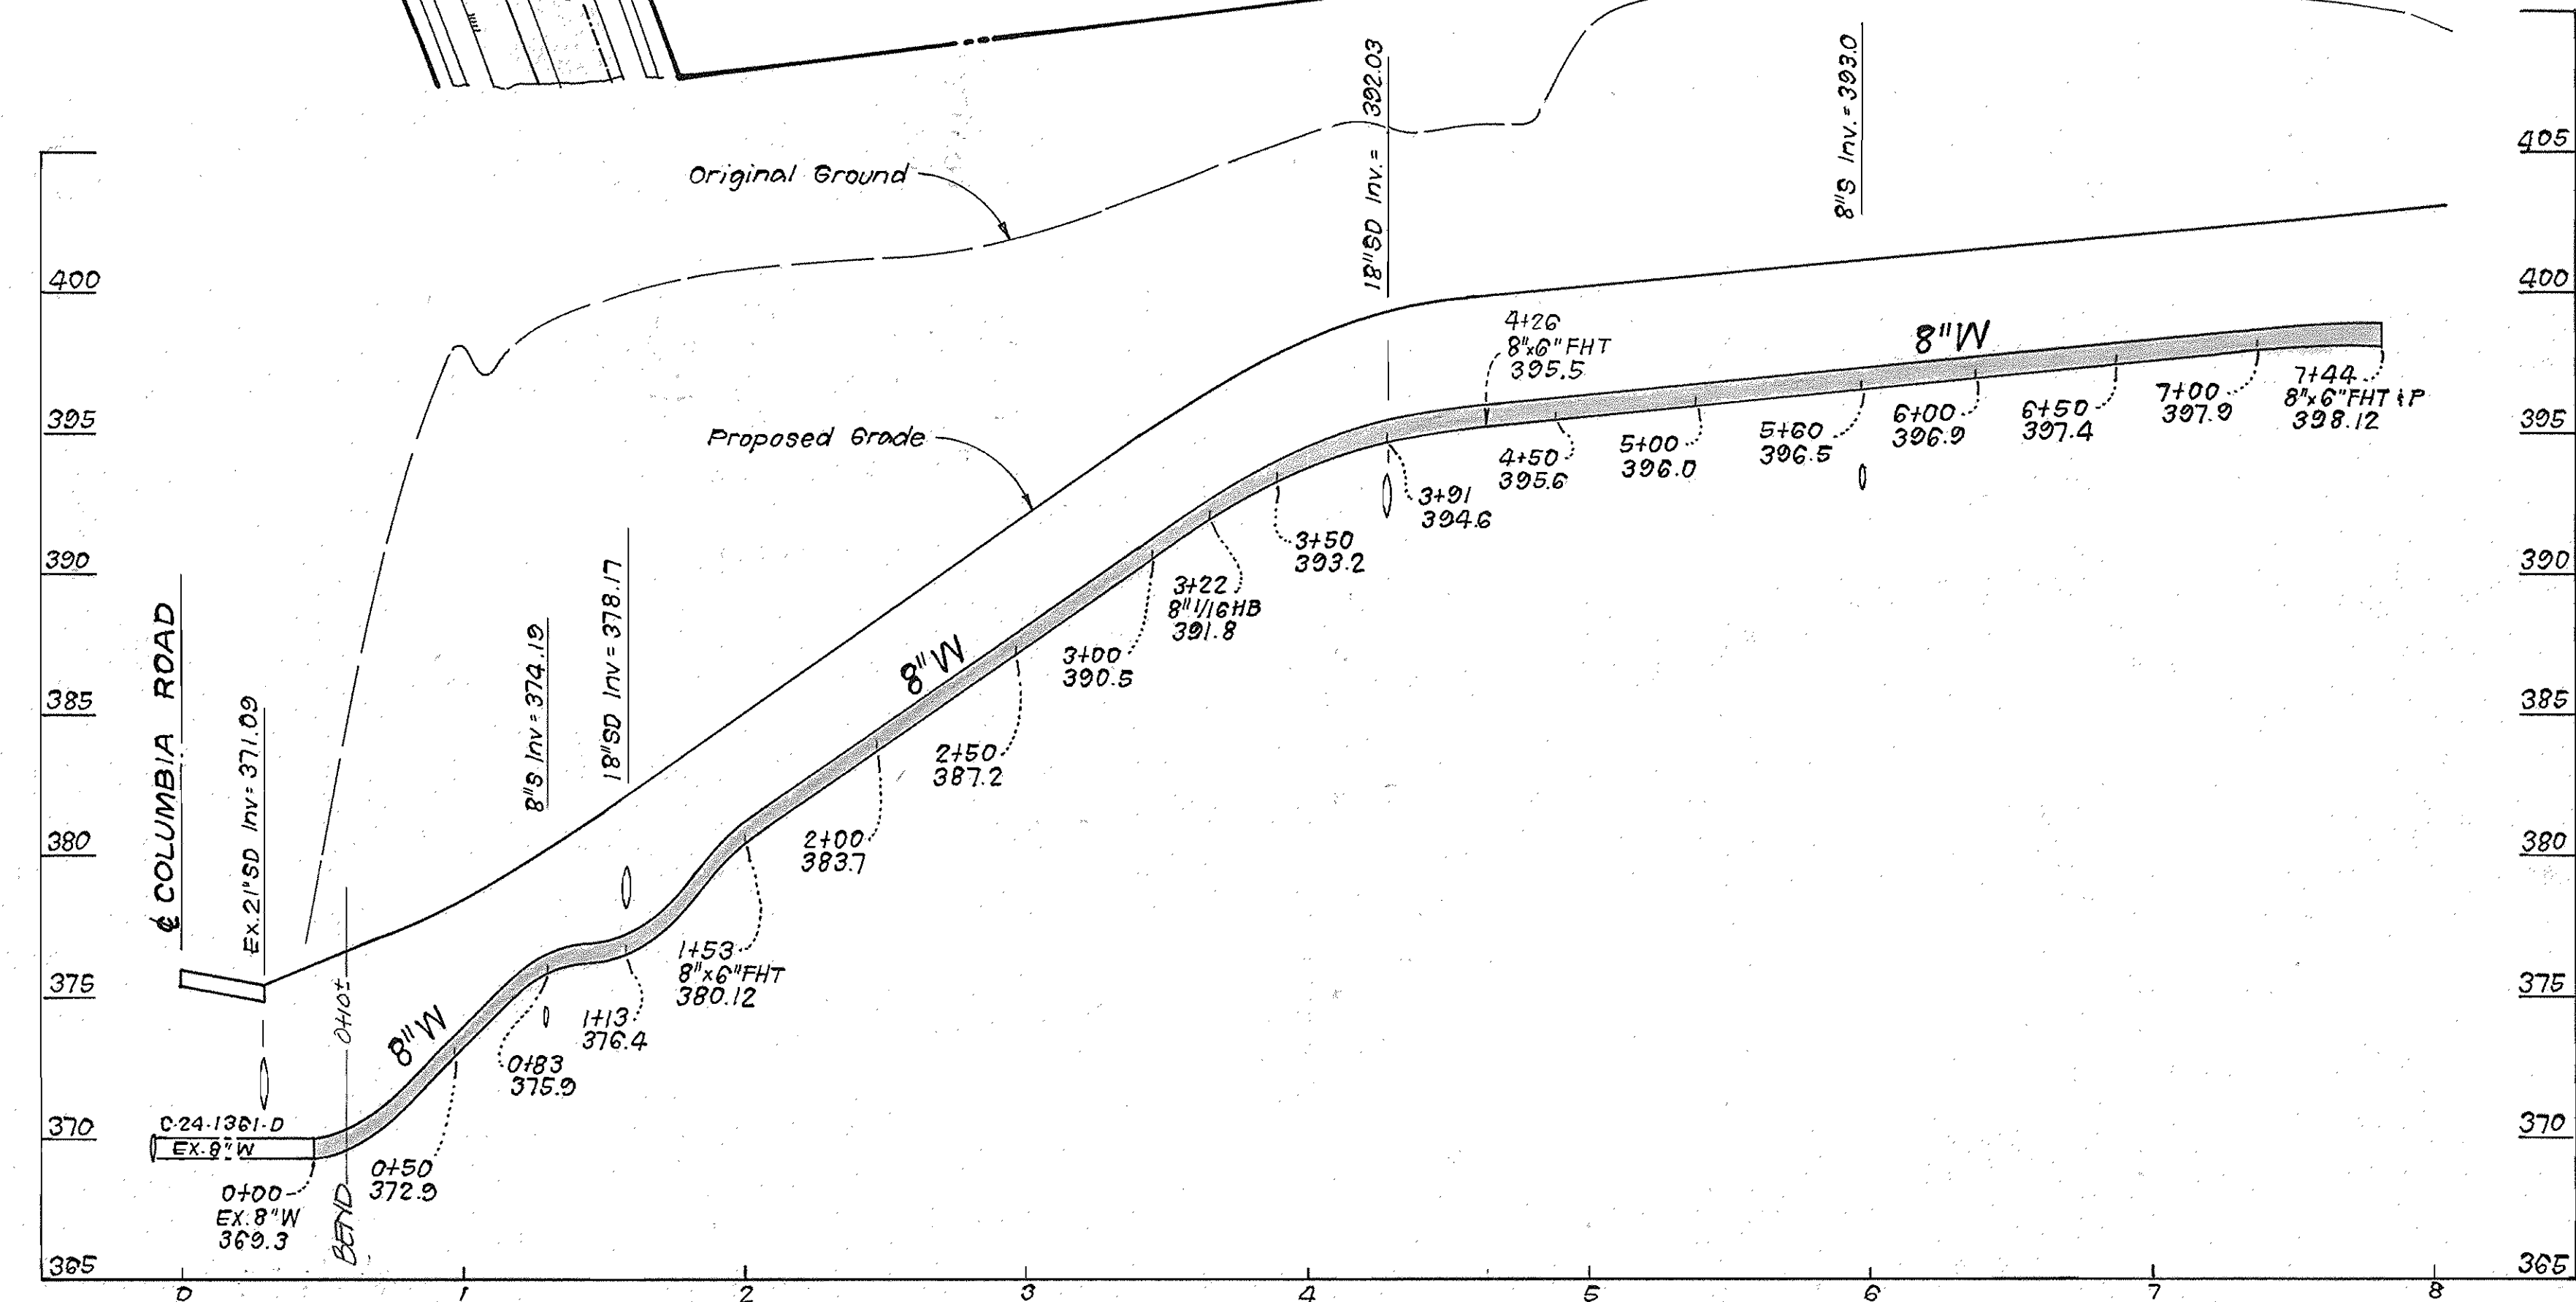 Original Ground
Proposed Grade
18"SD Inv.= 392.03
8"S Inv.=393.0
405
400
395
390
385
380
375
370
365
405
400
395
390
385
380
375
370
365
℄ COLUMBIA ROAD
Ex.21"SD Inv=371.09
8"S Inv=374.19
18"SD Inv=378.17
4+26
8"x6"FHT
395.5
8"W
8"W
8"W
C-24-1361-D
EX.8"W
0+00
EX.8"W
369.3
BEND 0+10±
0+50
372.9
0+83
375.9
1+13
376.4
1+53
8"x6"FHT
380.12
2+00
383.7
2+50
387.2
3+00
390.5
3+22
8"1/16HB
391.8
3+50
393.2
3+91
394.6
4+50
395.6
5+00
396.0
5+60
396.5
6+00
396.9
6+50
397.4
7+00
397.9
7+44
8"x6"FHT & P
398.12
0 1 2 3 4 5 6 7 8